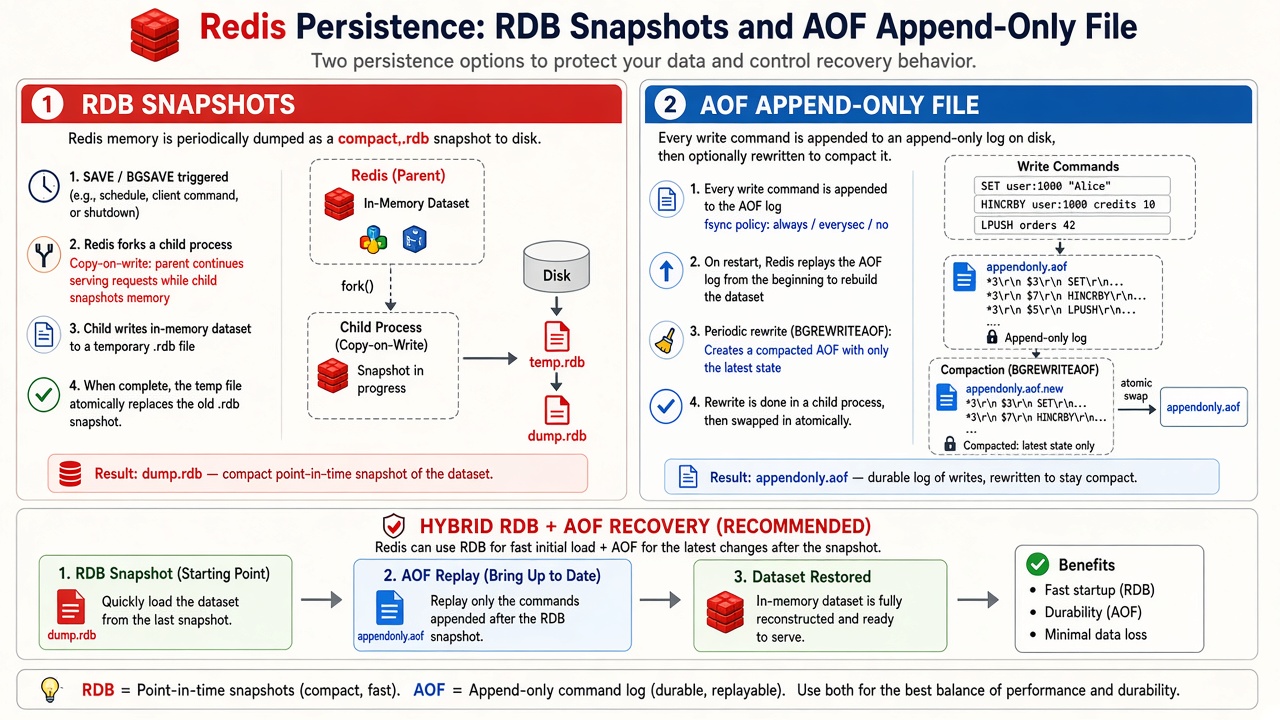 Redis Persistence: RDB Snapshots and AOF Append-Only File
Two persistence options to protect your data and control recovery behavior.
1 RDB SNAPSHOTS
Redis memory is periodically dumped as a compact,.rdb snapshot to disk.
1. SAVE / BGSAVE triggered
(e.g., schedule, client command,
or shutdown)
2. Redis forks a child process
Copy-on-write: parent continues
serving requests while child
snapshots memory
3. Child writes in-memory dataset
to a temporary .rdb file
4. When complete, the temp file
atomically replaces the old .rdb
snapshot.
Redis (Parent)
In-Memory Dataset
fork()
Child Process
(Copy-on-Write)
Snapshot in
progress
Disk
temp.rdb
dump.rdb
Result: dump.rdb — compact point-in-time snapshot of the dataset.
2 AOF APPEND-ONLY FILE
Every write command is appended to an append-only log on disk,
then optionally rewritten to compact it.
1. Every write command is appended
to the AOF log
fsync policy: always / everysec / no
2. On restart, Redis replays the AOF
log from the beginning to rebuild
the dataset
3. Periodic rewrite (BGREWRITEAOF):
Creates a compacted AOF with only
the latest state
4. Rewrite is done in a child process,
then swapped in atomically.
Write Commands
SET user:1000 "Alice"
HINCRBY user:1000 credits 10
LPUSH orders 42
appendonly.aof
*3\r\n $3\r\n SET\r\n...
*3\r\n $7\r\n HINCRBY\r\n...
*3\r\n $5\r\n LPUSH\r\n...
....
Append-only log
Compaction (BGREWRITEAOF)
appendonly.aof.new
*3\r\n $3\r\n SET\r\n...
*3\r\n $7\r\n HINCRBY\r\n...
...
Compacted: latest state only
atomic
swap
appendonly.aof
Result: appendonly.aof — durable log of writes, rewritten to stay compact.
HYBRID RDB + AOF RECOVERY (RECOMMENDED)
Redis can use RDB for fast initial load + AOF for the latest changes after the snapshot.
1. RDB Snapshot (Starting Point)
Quickly load the dataset
from the last snapshot.
dump.rdb
2. AOF Replay (Bring Up to Date)
Replay only the commands
appended after the RDB
snapshot.
appendonly.aof
3. Dataset Restored
In-memory dataset is fully
reconstructed and ready
to serve.
Benefits
• Fast startup (RDB)
• Durability (AOF)
• Minimal data loss
RDB = Point-in-time snapshots (compact, fast). AOF = Append-only command log (durable, replayable). Use both for the best balance of performance and durability.